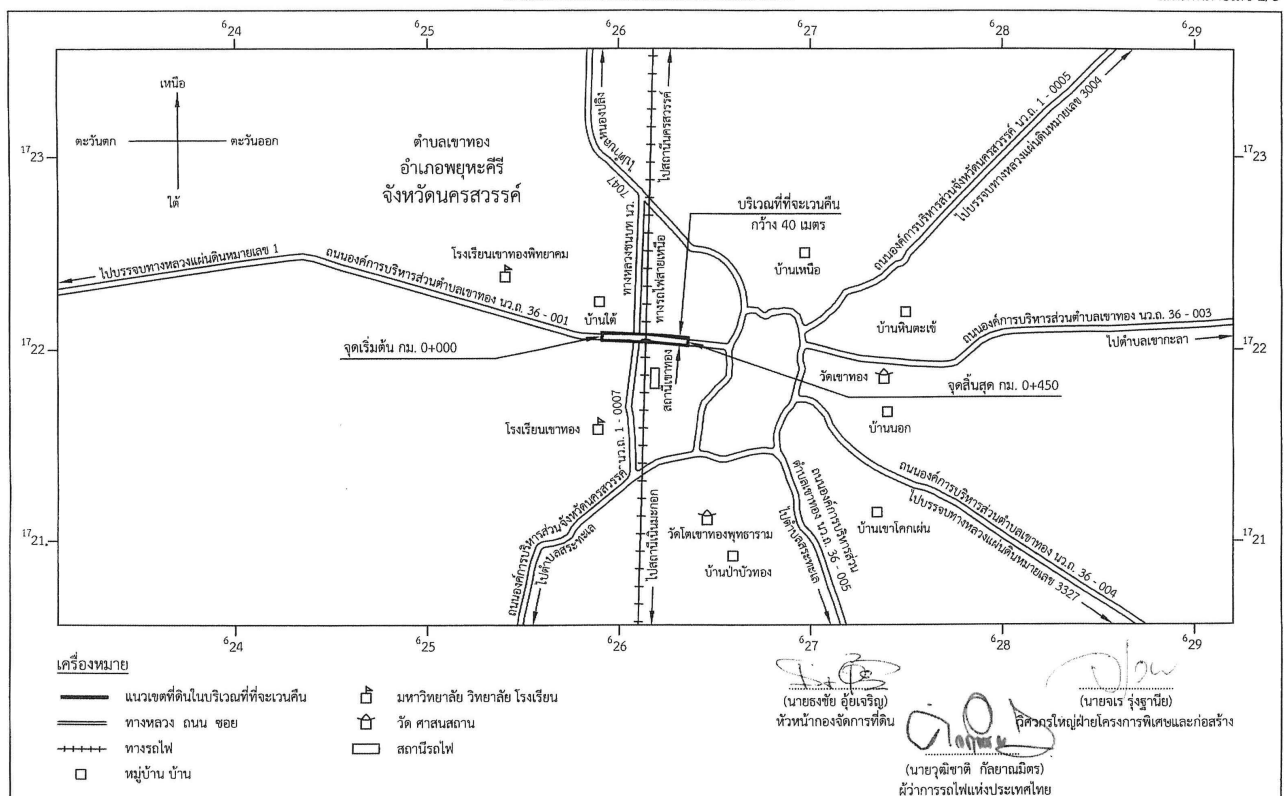 ⁶24 ⁶25 ⁶26 ⁶27 ⁶28 ⁶29
เหนือ
ตะวันตก
ตะวันออก
ใต้
¹⁷23
¹⁷23
ตำบลเขาทอง
อำเภอพยุหะคีรี
จังหวัดนครสวรรค์
ไปตำบลหนองปลิง
ไปสถานีนครสวรรค์
ถนนองค์การบริหารส่วนจังหวัดนครสวรรค์ นว.ถ. 1 - 0005
ไปบรรจบทางหลวงแผ่นดินหมายเลข 3004
บริเวณที่ที่จะเวนคืน
กว้าง 40 เมตร
ทางหลวงชนบท นว. 7047
ทางรถไฟสายเหนือ
ไปบรรจบทางหลวงแผ่นดินหมายเลข 1
ถนนองค์การบริหารส่วนตำบลเขาทอง นว.ถ. 36 - 001
โรงเรียนเขาทองพิทยาคม
บ้านใต้
บ้านเหนือ
บ้านหินตะเข้
ถนนองค์การบริหารส่วนตำบลเขาทอง นว.ถ. 36 - 003
ไปตำบลเขากะลา
¹⁷22
¹⁷22
จุดเริ่มต้น กม. 0+000
สถานีเขาทอง
วัดเขาทอง
จุดสิ้นสุด กม. 0+450
โรงเรียนเขาทอง
บ้านนอก
ถนนองค์การบริหารส่วนจังหวัดนครสวรรค์ นว.ถ. 1 - 0007
ไปตำบลสระทะเล
ไปสถานีเนินมะกอก
วัดโตเขาทองพุทธาราม
บ้านป่าบัวทอง
ถนนองค์การบริหารส่วน
ตำบลเขาทอง นว.ถ. 36 - 005
ไปตำบลสระทะเล
บ้านเขาโคกเผ่น
ถนนองค์การบริหารส่วนตำบลเขาทอง นว.ถ. 36 - 004
ไปบรรจบทางหลวงแผ่นดินหมายเลข 3327
¹⁷21
¹⁷21
⁶24 ⁶25 ⁶26 ⁶27 ⁶28 ⁶29
เครื่องหมาย
แนวเขตที่ดินในบริเวณที่ที่จะเวนคืน
ทางหลวง ถนน ซอย
ทางรถไฟ
หมู่บ้าน บ้าน
มหาวิทยาลัย วิทยาลัย โรงเรียน
วัด ศาสนสถาน
สถานีรถไฟ
(นายธงชัย อุ้ยเจริญ)
หัวหน้ากองจัดการที่ดิน
(นายจเร รุ่งฐานีย)
วิศวกรใหญ่ฝ่ายโครงการพิเศษและก่อสร้าง
(นายวุฒิชาติ กัลยาณมิตร)
ผู้ว่าการรถไฟแห่งประเทศไทย